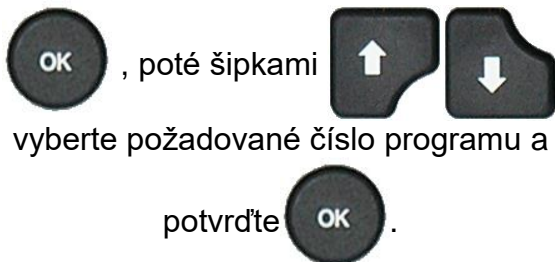 OK , poté šipkami
vyberte požadované číslo programu a
potvrďte OK .